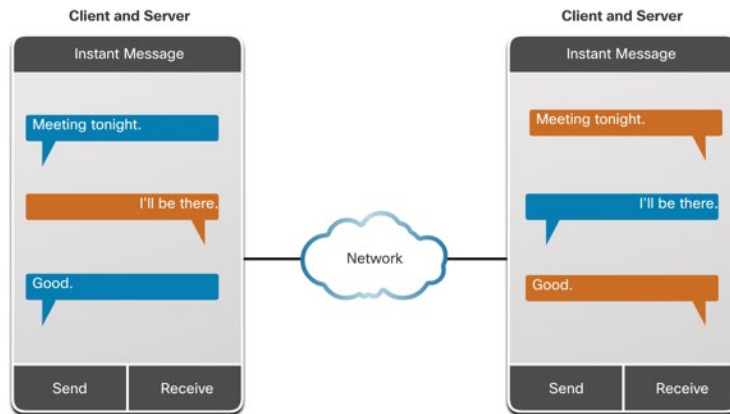 Client and Server
Instant Message
Meeting tonight.
I'll be there.
Good.
Send Receive
Network
Client and Server
Instant Message
Meeting tonight.
I'll be there.
Good.
Send Receive